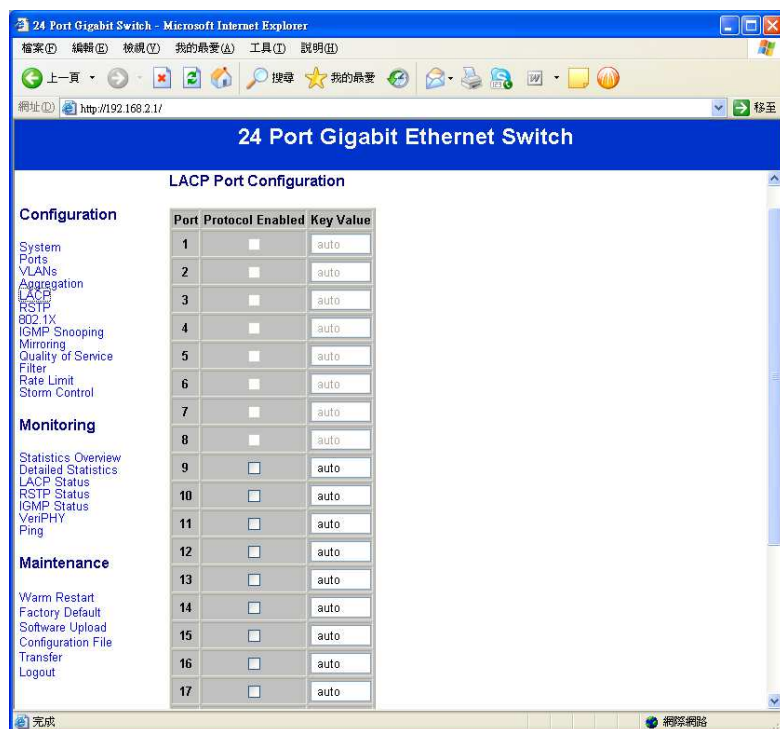 24 Port Gigabit Switch - Microsoft Internet Explorer
檔案(F) 編輯(E) 檢視(V) 我的最愛(A) 工具(T) 說明(H)
上一頁 搜尋 我的最愛
網址(D) http://192.168.2.1/ 移至
24 Port Gigabit Ethernet Switch
LACP Port Configuration
Configuration
System
Ports
VLANs
Aggregation
LACP
RSTP
802.1X
IGMP Snooping
Mirroring
Quality of Service
Filter
Rate Limit
Storm Control
Monitoring
Statistics Overview
Detailed Statistics
LACP Status
RSTP Status
IGMP Status
VeriPHY
Ping
Maintenance
Warm Restart
Factory Default
Software Upload
Configuration File
Transfer
Logout
Port Protocol Enabled Key Value
1 auto
2 auto
3 auto
4 auto
5 auto
6 auto
7 auto
8 auto
9 auto
10 auto
11 auto
12 auto
13 auto
14 auto
15 auto
16 auto
17 auto
完成 網際網路